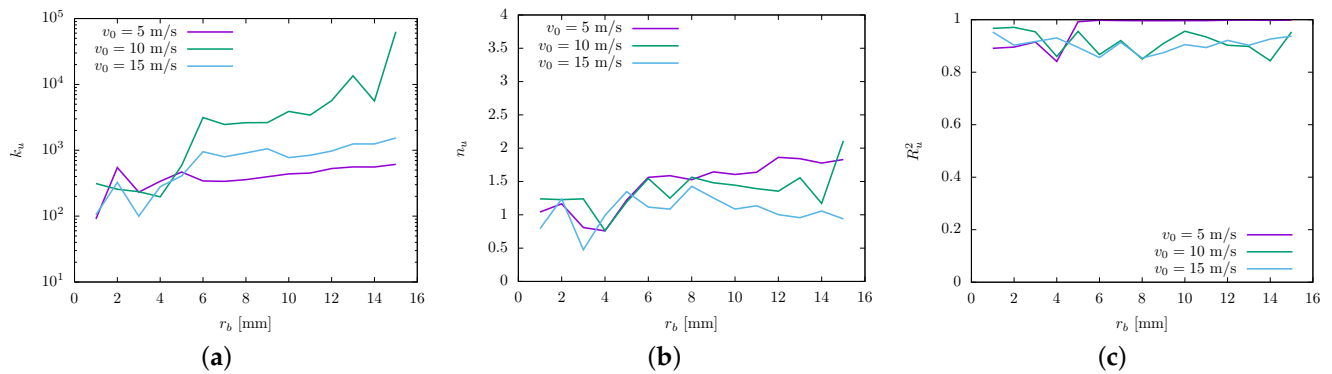 10^5
10^4
10^3
10^2
10^1
k_u
v_0 = 5 m/s
v_0 = 10 m/s
v_0 = 15 m/s
0 2 4 6 8 10 12 14 16
r_b [mm]
(a)
4
3.5
3
2.5
2
1.5
1
0.5
0
n_u
v_0 = 5 m/s
v_0 = 10 m/s
v_0 = 15 m/s
0 2 4 6 8 10 12 14 16
r_b [mm]
(b)
1
0.8
0.6
0.4
0.2
0
R_u^2
v_0 = 5 m/s
v_0 = 10 m/s
v_0 = 15 m/s
0 2 4 6 8 10 12 14 16
r_b [mm]
(c)